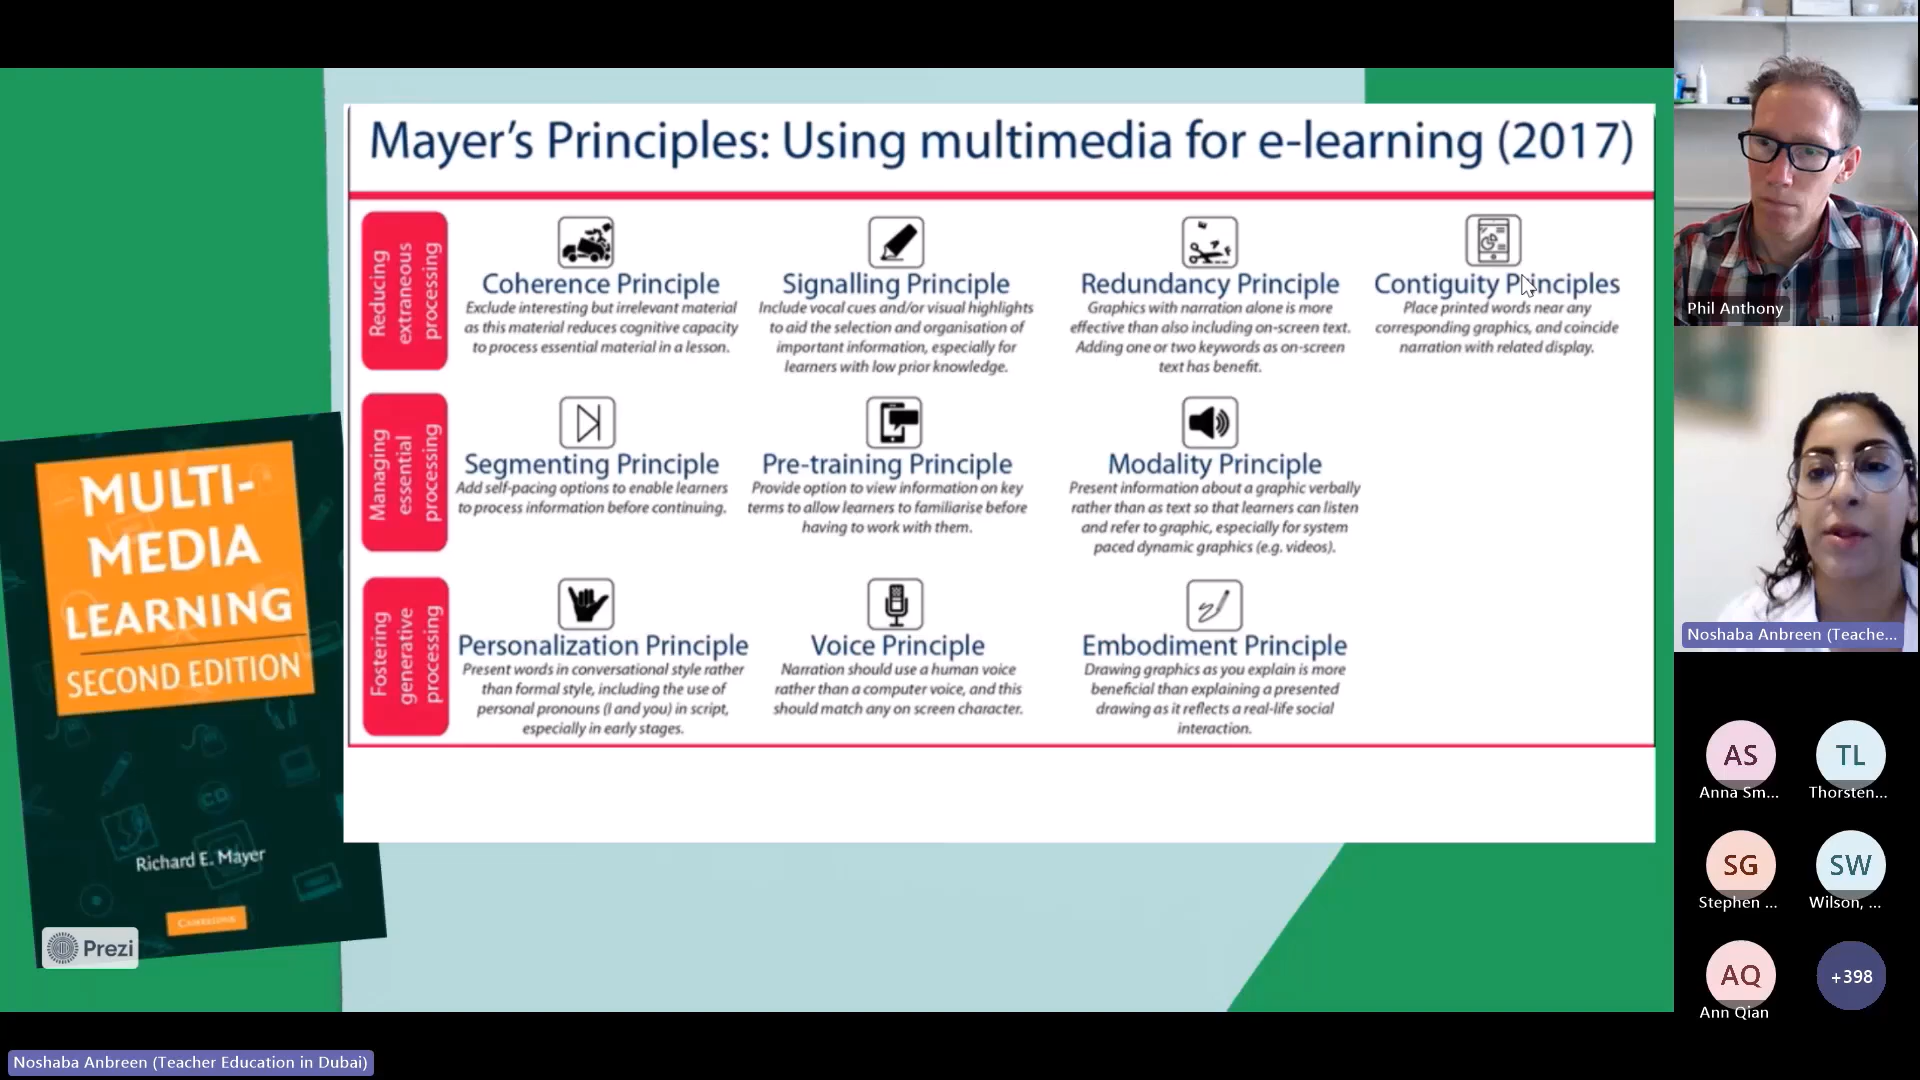 Mayer's Principles: Using multimedia for e-learning (2017)
Reducing
extraneous
processing
Coherence Principle
Exclude interesting but irrelevant material
as this material reduces cognitive capacity
to process essential material in a lesson.
Signalling Principle
Include vocal cues and/or visual highlights
to aid the selection and organisation of
important information, especially for
learners with low prior knowledge.
Redundancy Principle
Graphics with narration alone is more
effective than also including on-screen text.
Adding one or two keywords as on-screen
text has benefit.
Contiguity Principles
Place printed words near any
corresponding graphics, and coincide
narration with related display.
Managing
essential
processing
Segmenting Principle
Add self-pacing options to enable learners
to process information before continuing.
Pre-training Principle
Provide option to view information on key
terms to allow learners to familiarise before
having to work with them.
Modality Principle
Present information about a graphic verbally
rather than as text so that learners can listen
and refer to graphic, especially for system
paced dynamic graphics (e.g. videos).
Fostering
generative
processing
Personalization Principle
Present words in conversational style rather
than formal style, including the use of
personal pronouns (I and you) in script,
especially in early stages.
Voice Principle
Narration should use a human voice
rather than a computer voice, and this
should match any on screen character.
Embodiment Principle
Drawing graphics as you explain is more
beneficial than explaining a presented
drawing as it reflects a real-life social
interaction.
MULTI-
MEDIA
LEARNING
SECOND EDITION
CD
Richard E. Mayer
CAMBRIDGE
Prezi
Phil Anthony
Noshaba Anbreen (Teache...
AS
Anna Sm...
TL
Thorsten...
SG
Stephen ...
SW
Wilson, ...
AQ
Ann Qian
+398
Noshaba Anbreen (Teacher Education in Dubai)